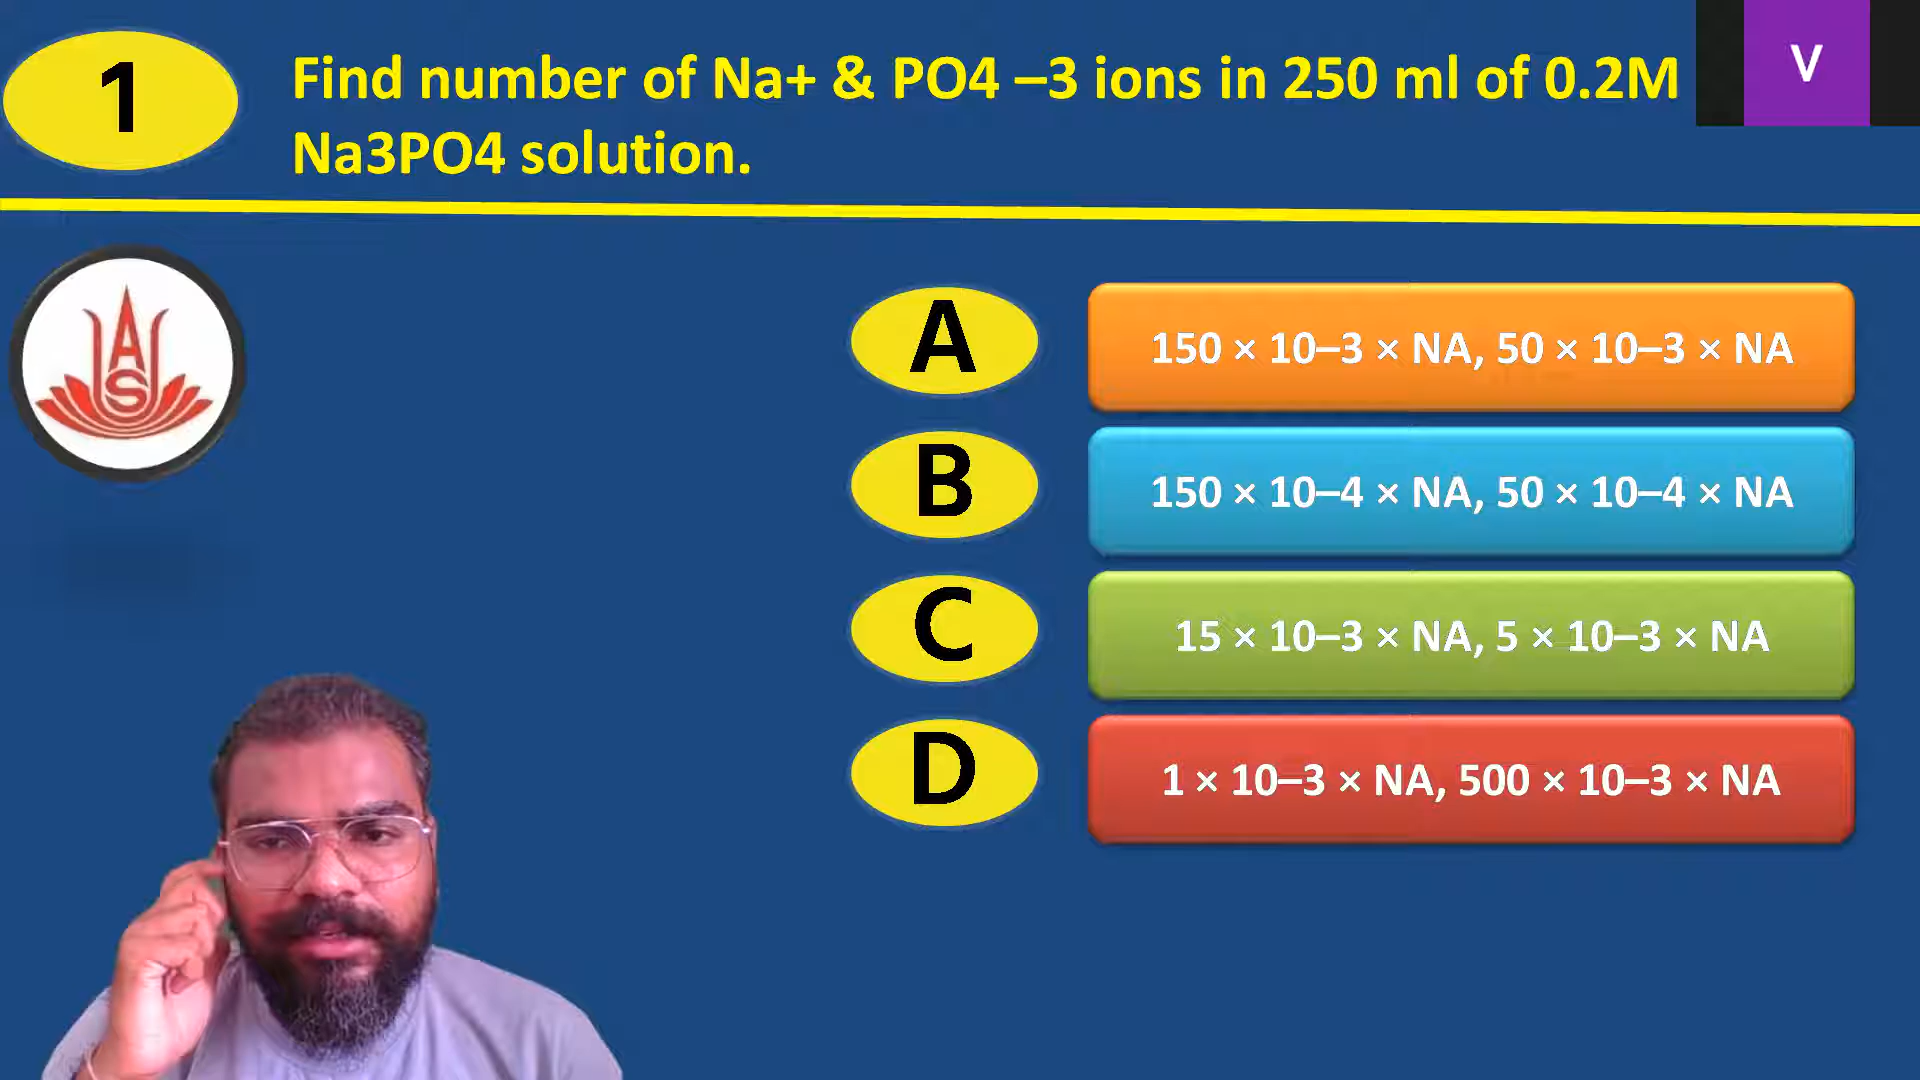 1
Find number of Na+ & PO4 –3 ions in 250 ml of 0.2M
Na3PO4 solution.
V
AS
A
150 × 10–3 × NA, 50 × 10–3 × NA
B
150 × 10–4 × NA, 50 × 10–4 × NA
C
15 × 10–3 × NA, 5 × 10–3 × NA
D
1 × 10–3 × NA, 500 × 10–3 × NA